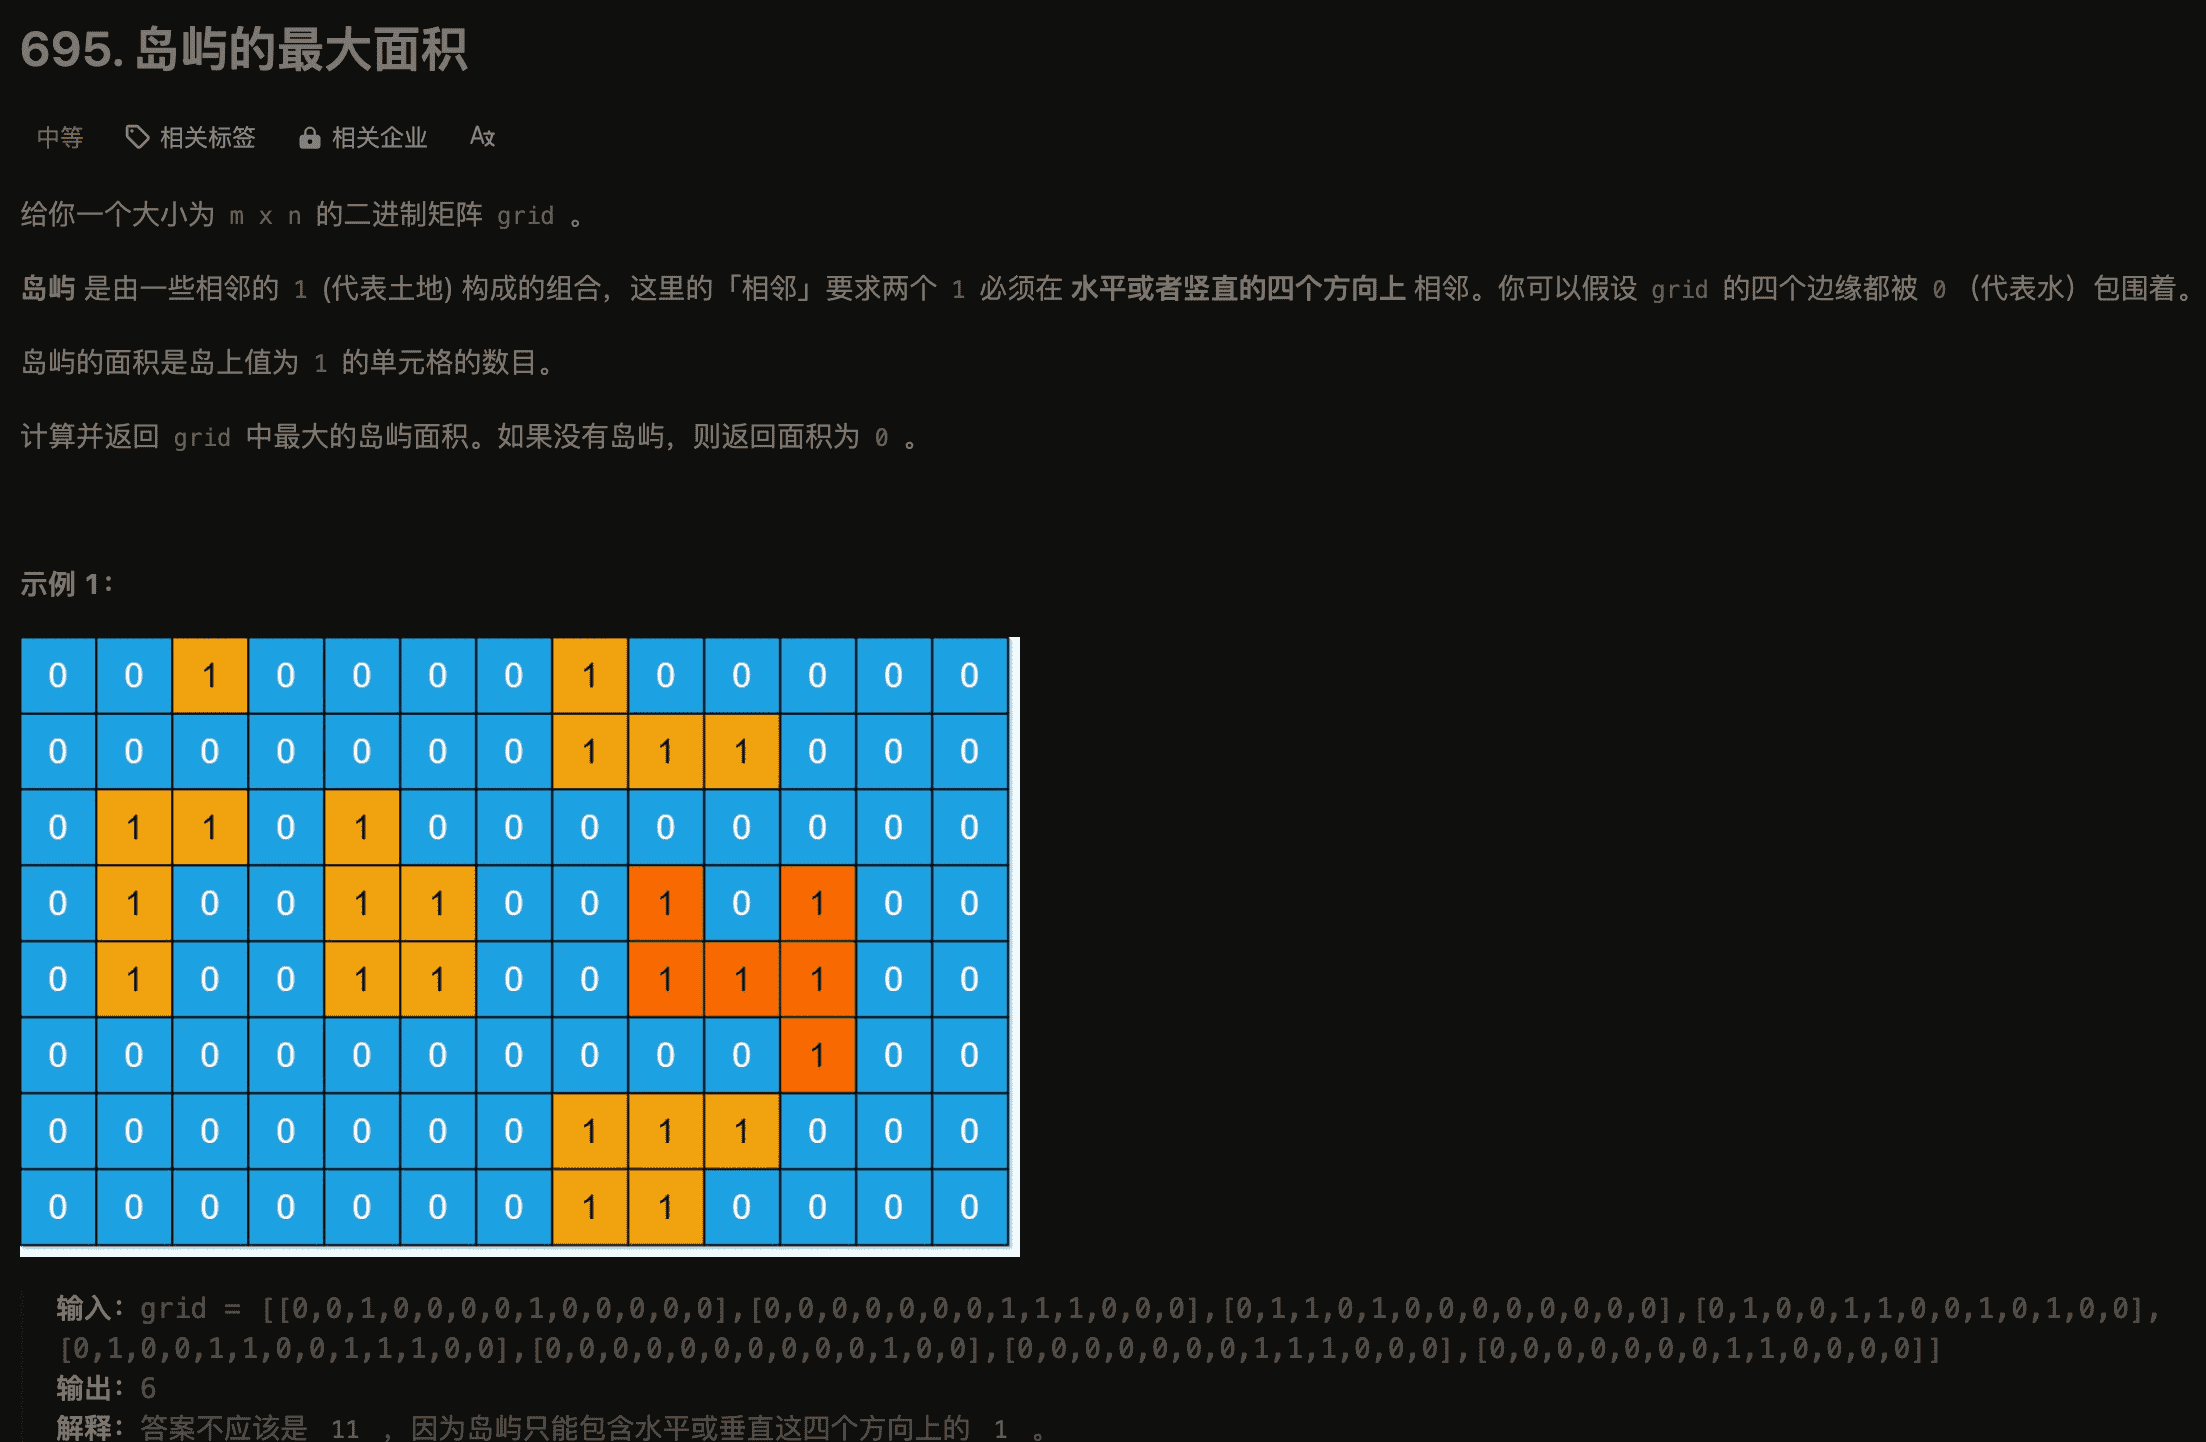 695. 岛屿的最大面积
中等 相关标签 相关企业 Ax
给你一个大小为 m x n 的二进制矩阵 grid 。
岛屿 是由一些相邻的 1 (代表土地) 构成的组合，这里的「相邻」要求两个 1 必须在 水平或者竖直的四个方向上 相邻。你可以假设 grid 的四个边缘都被 0（代表水）包围着。
岛屿的面积是岛上值为 1 的单元格的数目。
计算并返回 grid 中最大的岛屿面积。如果没有岛屿，则返回面积为 0 。
示例 1：
0 0 1 0 0 0 0 1 0 0 0 0 0
0 0 0 0 0 0 0 1 1 1 0 0 0
0 1 1 0 1 0 0 0 0 0 0 0 0
0 1 0 0 1 1 0 0 1 0 1 0 0
0 1 0 0 1 1 0 0 1 1 1 0 0
0 0 0 0 0 0 0 0 0 0 1 0 0
0 0 0 0 0 0 0 1 1 1 0 0 0
0 0 0 0 0 0 0 1 1 0 0 0 0
输入：grid = [[0,0,1,0,0,0,0,1,0,0,0,0,0],[0,0,0,0,0,0,0,1,1,1,0,0,0],[0,1,1,0,1,0,0,0,0,0,0,0,0],[0,1,0,0,1,1,0,0,1,0,1,0,0],
[0,1,0,0,1,1,0,0,1,1,1,0,0],[0,0,0,0,0,0,0,0,0,0,1,0,0],[0,0,0,0,0,0,0,1,1,1,0,0,0],[0,0,0,0,0,0,0,1,1,0,0,0,0]]
输出：6
解释：答案不应该是 11 ，因为岛屿只能包含水平或垂直这四个方向上的 1 。